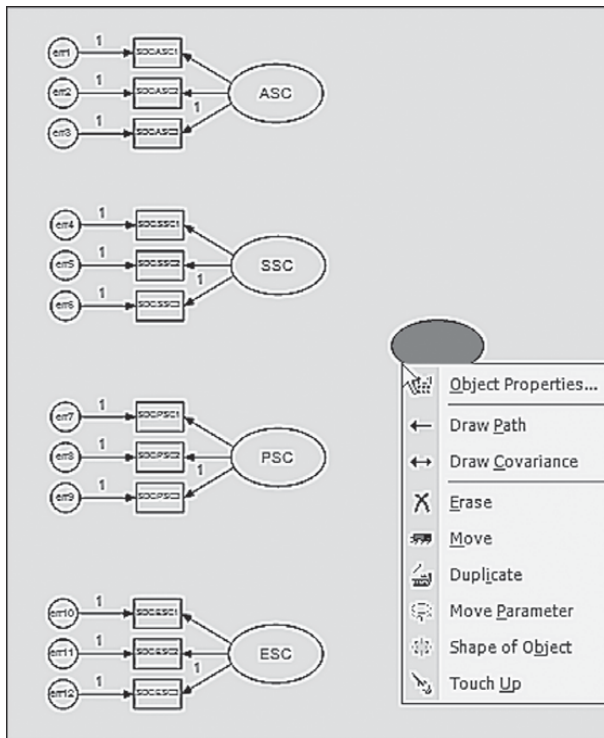 err1 1 SDQASC1
err2 1 SDQASC2 ASC
1
err3 1 SDQASC3
err4 1 SDQSSC1
err5 1 SDQSSC2 SSC
1
err6 1 SDQSSC3
err7 1 SDQPSC1
err8 1 SDQPSC2 PSC
1
err9 1 SDQPSC3
err10 1 SDQESC1
err11 1 SDQESC2 ESC
1
err12 1 SDQESC3
Object Properties...
Draw Path
Draw Covariance
Erase
Move
Duplicate
Move Parameter
Shape of Object
Touch Up